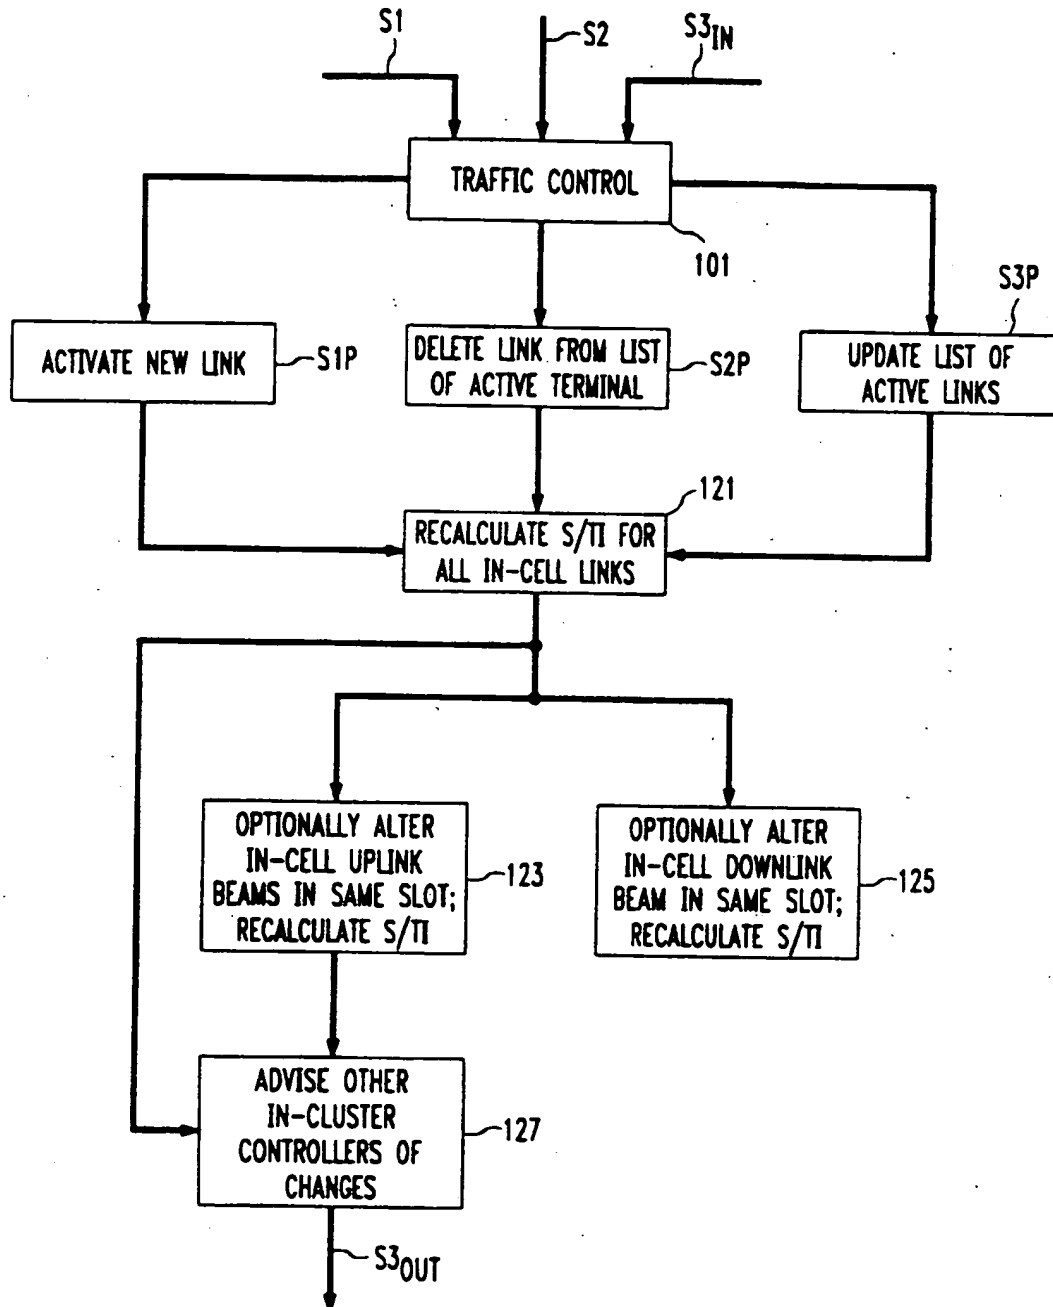 S1
S2
S3IN
TRAFFIC CONTROL
101
S3P
ACTIVATE NEW LINK
S1P
DELETE LINK FROM LIST
OF ACTIVE TERMINAL
S2P
UPDATE LIST OF
ACTIVE LINKS
121
RECALCULATE S/TI FOR
ALL IN-CELL LINKS
OPTIONALLY ALTER
IN-CELL UPLINK
BEAMS IN SAME SLOT;
RECALCULATE S/TI
123
OPTIONALLY ALTER
IN-CELL DOWNLINK
BEAM IN SAME SLOT;
RECALCULATE S/TI
125
ADVISE OTHER
IN-CLUSTER
CONTROLLERS OF
CHANGES
127
S3OUT